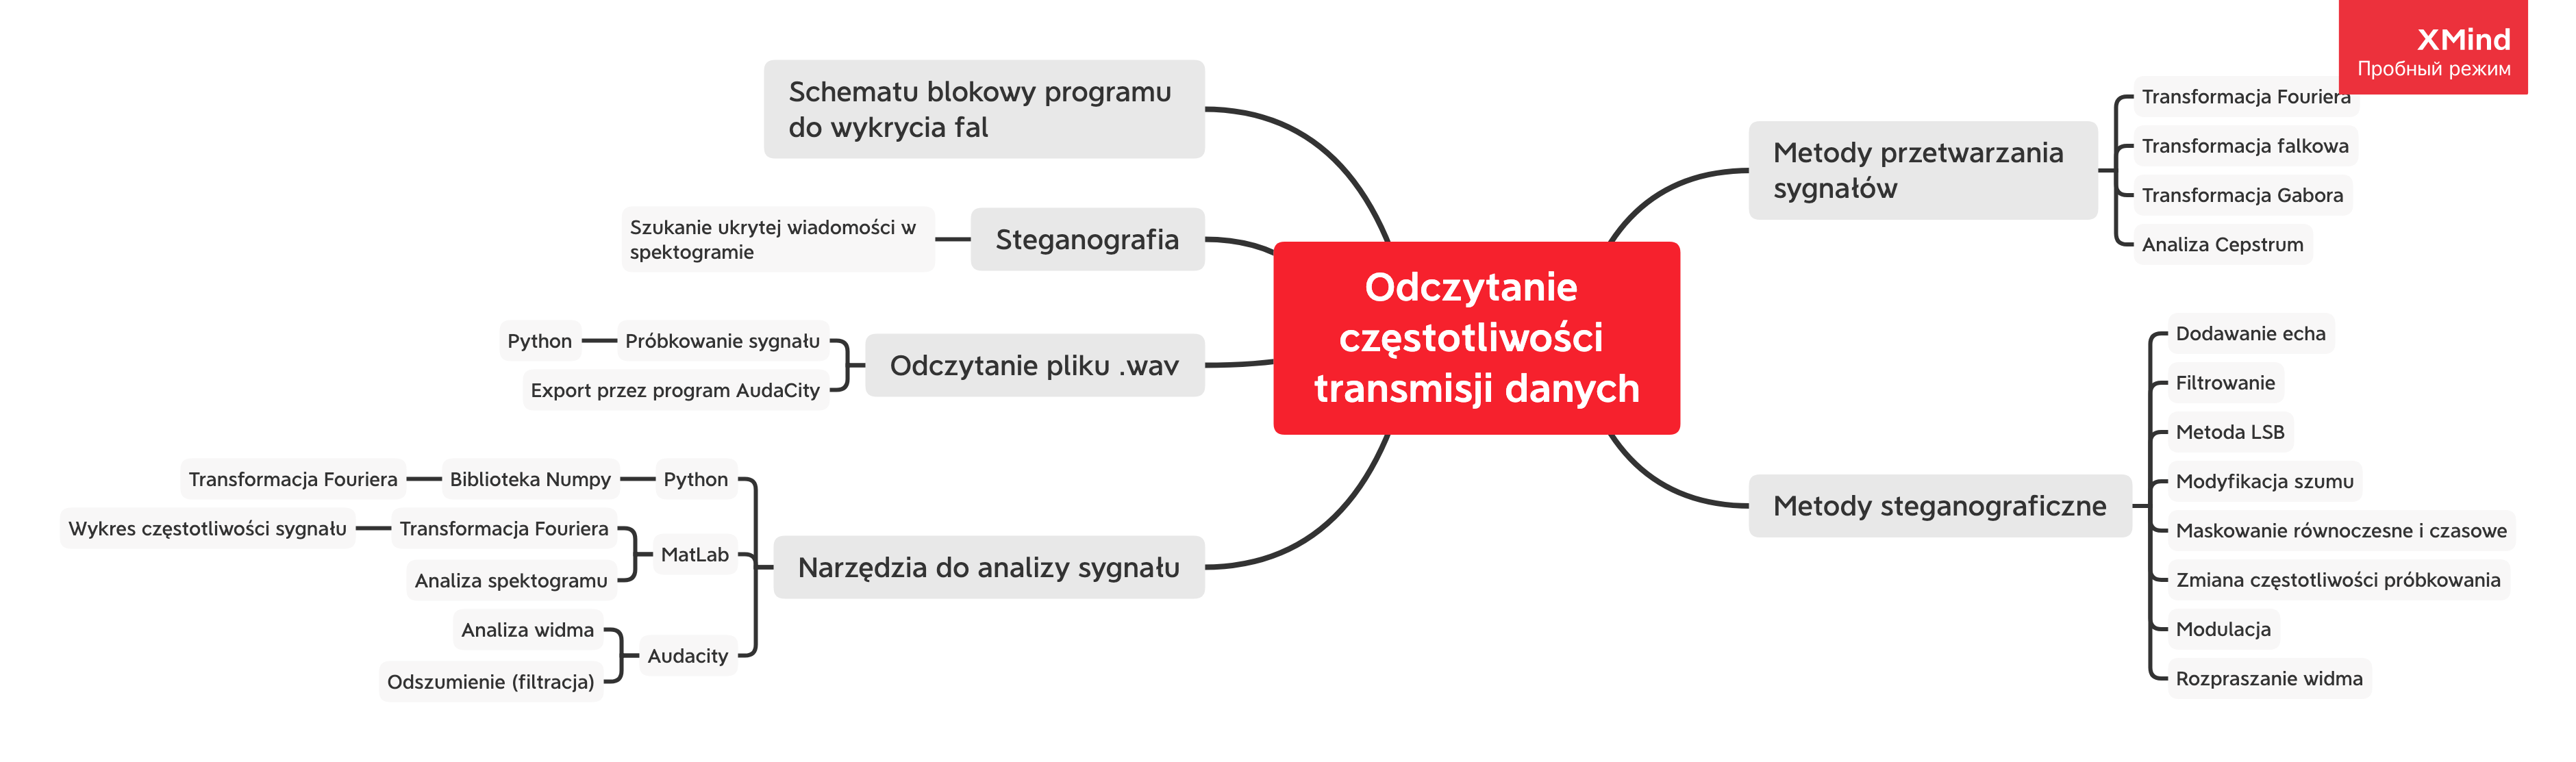 XMind
Пробный режим
Odczytanie
częstotliwości
transmisji danych
Metody przetwarzania
sygnałów
Transformacja Fouriera
Transformacja falkowa
Transformacja Gabora
Analiza Cepstrum
Metody steganograficzne
Dodawanie echa
Filtrowanie
Metoda LSB
Modyfikacja szumu
Maskowanie równoczesne i czasowe
Zmiana częstotliwości próbkowania
Modulacja
Rozpraszanie widma
Schematu blokowy programu
do wykrycia fal
Steganografia
Szukanie ukrytej wiadomości w
spektogramie
Odczytanie pliku .wav
Próbkowanie sygnału
Python
Export przez program AudaCity
Narzędzia do analizy sygnału
Python
Biblioteka Numpy
Transformacja Fouriera
MatLab
Transformacja Fouriera
Wykres częstotliwości sygnału
Analiza spektogramu
Audacity
Analiza widma
Odszumienie (filtracja)